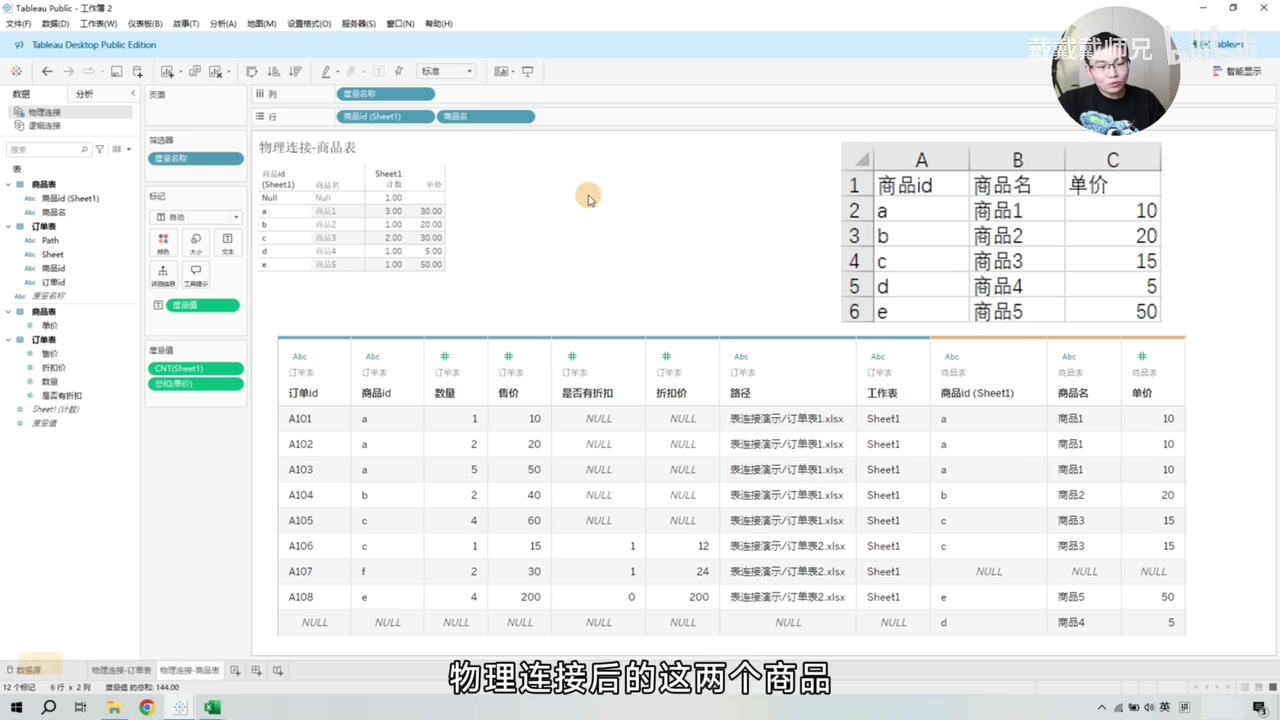 Tableau Public - 工作簿 2
文件(F) 数据(D) 工作表(W) 仪表板(B) 故事(T) 分析(A) 地图(M) 设置格式(O) 服务器(S) 窗口(N) 帮助(H)
Tableau Desktop Public Edition
戴戴戴师兄
标准
智能显示
数据 分析
页面
列 度量名称
行 商品id (Sheet1) 商品名
物理连接
逻辑连接
搜索
表
商品表
Abc 商品id (Sheet1)
Abc 商品名
订单表
Abc Path
Abc Sheet
Abc 商品id
Abc 订单id
Abc 度量名称
商品表
单价
订单表
售价
折扣价
数量
是否有折扣
Sheet1 (计数)
度量值
筛选器
度量名称
标记
自动
颜色 大小 文本
详细信息 工具提示
度量值
度量值
CNT(Sheet1)
总和(单价)
物理连接-商品表
商品id (Sheet1) 商品名 Sheet1 计数 单价
Null Null 1.00
a 商品1 3.00 30.00
b 商品2 1.00 20.00
c 商品3 2.00 30.00
d 商品4 1.00 5.00
e 商品5 1.00 50.00
A B C
1 商品id 商品名 单价
2 a 商品1 10
3 b 商品2 20
4 c 商品3 15
5 d 商品4 5
6 e 商品5 50
Abc Abc # # # # Abc Abc Abc Abc #
订单表 订单表 订单表 订单表 订单表 订单表 订单表 订单表 商品表 商品表 商品表
订单id 商品id 数量 售价 是否有折扣 折扣价 路径 工作表 商品id (Sheet1) 商品名 单价
A101 a 1 10 NULL NULL 表连接演示/订单表1.xlsx Sheet1 a 商品1 10
A102 a 2 20 NULL NULL 表连接演示/订单表1.xlsx Sheet1 a 商品1 10
A103 a 5 50 NULL NULL 表连接演示/订单表1.xlsx Sheet1 a 商品1 10
A104 b 2 40 NULL NULL 表连接演示/订单表1.xlsx Sheet1 b 商品2 20
A105 c 4 60 NULL NULL 表连接演示/订单表1.xlsx Sheet1 c 商品3 15
A106 c 1 15 1 12 表连接演示/订单表2.xlsx Sheet1 c 商品3 15
A107 f 2 30 1 24 表连接演示/订单表2.xlsx Sheet1 NULL NULL NULL
A108 e 4 200 0 200 表连接演示/订单表2.xlsx Sheet1 e 商品5 50
NULL NULL NULL NULL NULL NULL NULL NULL d 商品4 5
数据源 物理连接-订单表 物理连接-商品表
物理连接后的这两个商品
12 个标记 6 行 x 2 列 度量值 的总和: 144.00
英 拼